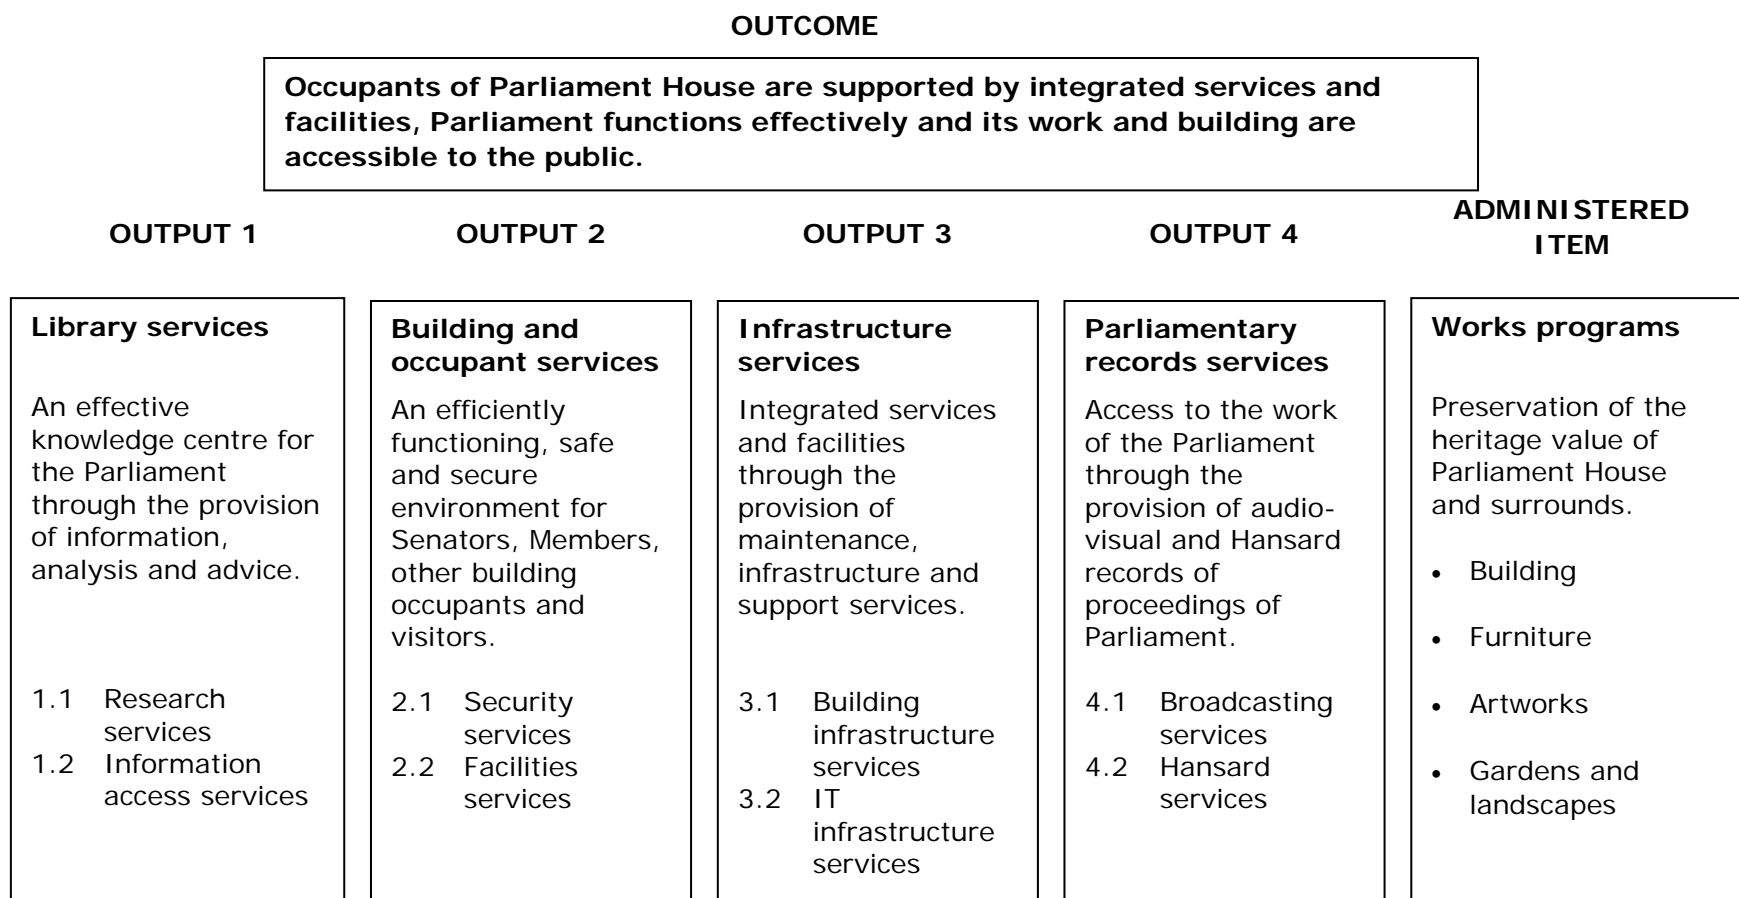 OUTCOME
Occupants of Parliament House are supported by integrated services and
facilities, Parliament functions effectively and its work and building are
accessible to the public.
OUTPUT 1
Library services
An effective
knowledge centre for
the Parliament
through the provision
of information,
analysis and advice.
1.1 Research
services
1.2 Information
access services
OUTPUT 2
Building and
occupant services
An efficiently
functioning, safe
and secure
environment for
Senators, Members,
other building
occupants and
visitors.
2.1 Security
services
2.2 Facilities
services
OUTPUT 3
Infrastructure
services
Integrated services
and facilities
through the
provision of
maintenance,
infrastructure and
support services.
3.1 Building
infrastructure
services
3.2 IT
infrastructure
services
OUTPUT 4
Parliamentary
records services
Access to the work
of the Parliament
through the
provision of audio-
visual and Hansard
records of
proceedings of
Parliament.
4.1 Broadcasting
services
4.2 Hansard
services
ADMINISTERED
ITEM
Works programs
Preservation of the
heritage value of
Parliament House
and surrounds.
• Building
• Furniture
• Artworks
• Gardens and
landscapes